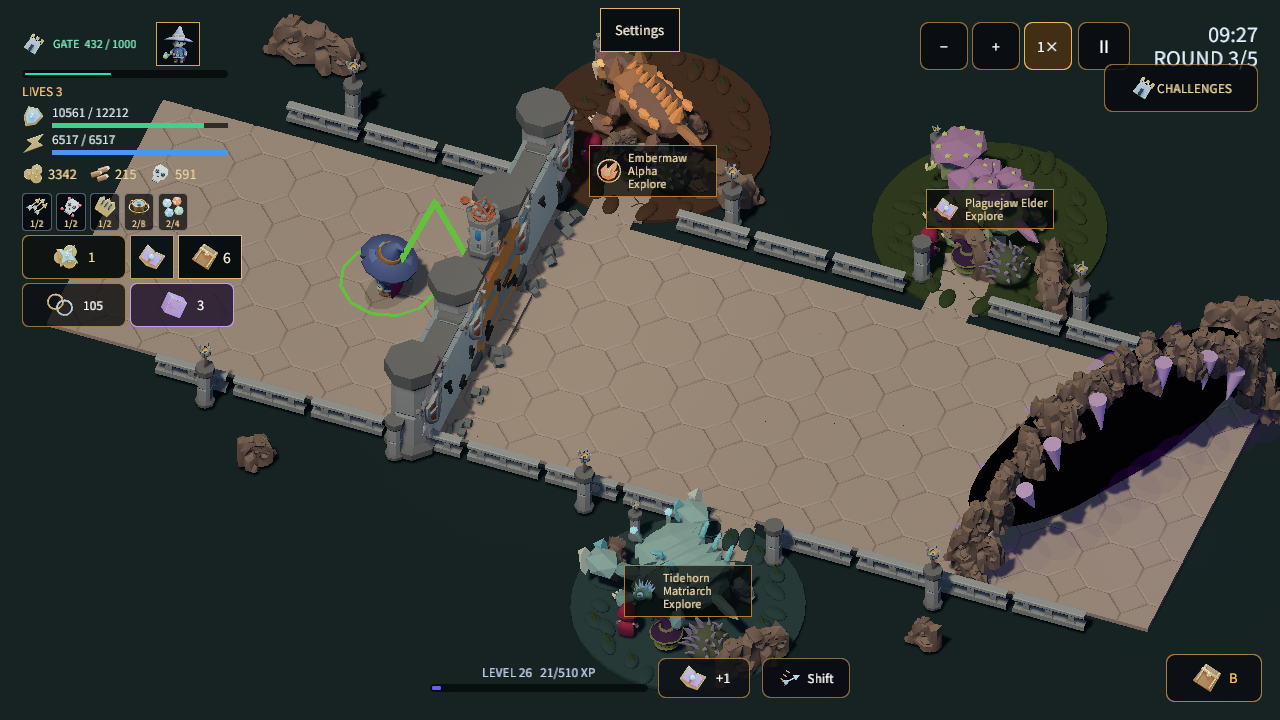 GATE 432 / 1000
LIVES 3
10561 / 12212
6517 / 6517
3342
215
591
1/2
1/2
1/2
2/8
2/4
1
6
105
3
Settings
−
+
1×
09:27
ROUND 3/5
CHALLENGES
Embermaw
Alpha
Explore
Plaguejaw Elder
Explore
Tidehorn
Matriarch
Explore
LEVEL 26 21/510 XP
+1
Shift
B